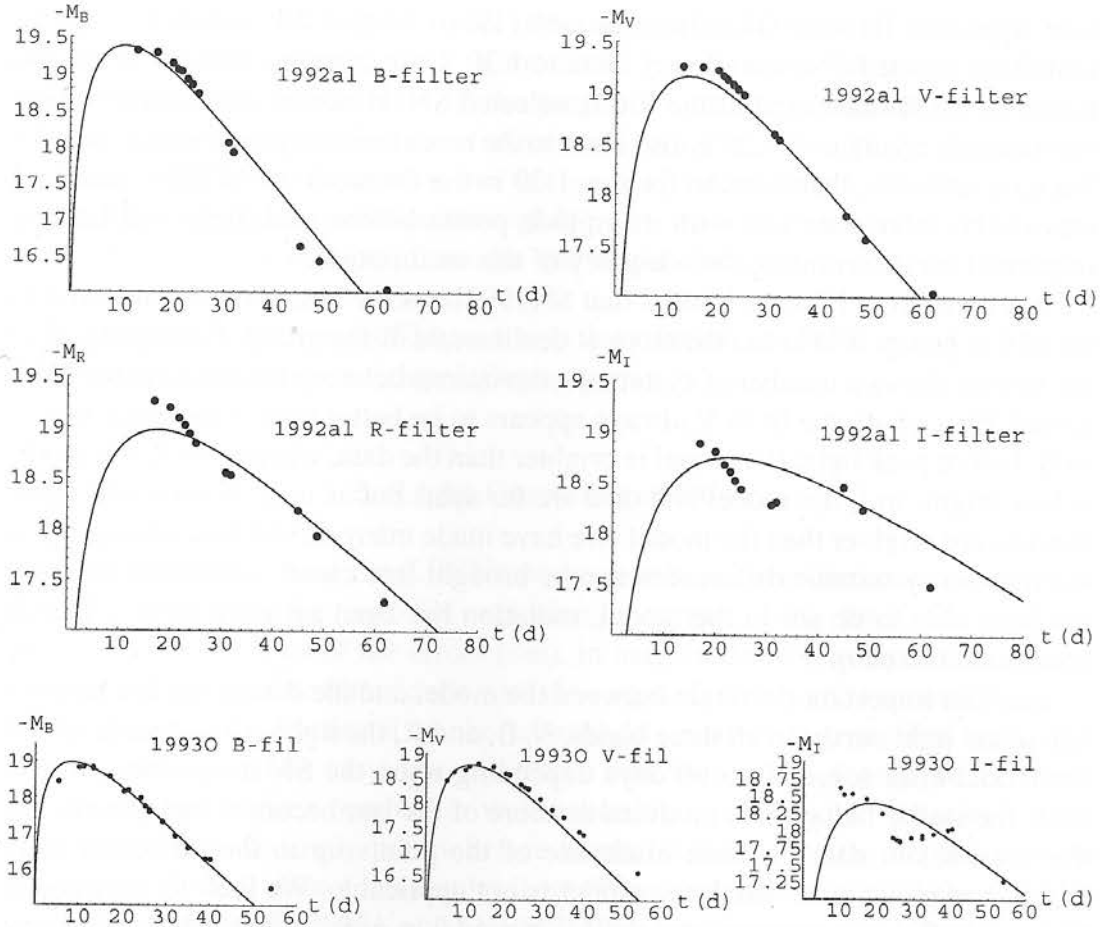 -M_B
19.5
19
18.5
18
17.5
17
16.5
1992al B-filter
10 20 30 40 50 60 70 80 t (d)
-M_V
19.5
19
18.5
18
17.5
1992al V-filter
10 20 30 40 50 60 70 80 t (d)
-M_R
19.5
19
18.5
18
17.5
1992al R-filter
10 20 30 40 50 60 70 80 t (d)
-M_I
19.5
19
18.5
18
17.5
1992al I-filter
10 20 30 40 50 60 70 80 t (d)
-M_B
19
18
17
16
1993O B-fil
10 20 30 40 50 60 t (d)
-M_V
18.5
18
17.5
17
16.5
1993O V-fil
10 20 30 40 50 60 t (d)
-M_I
19
18.75
18.5
18.25
18
17.75
17.5
17.25
1993O I-fil
10 20 30 40 50 60 t (d)